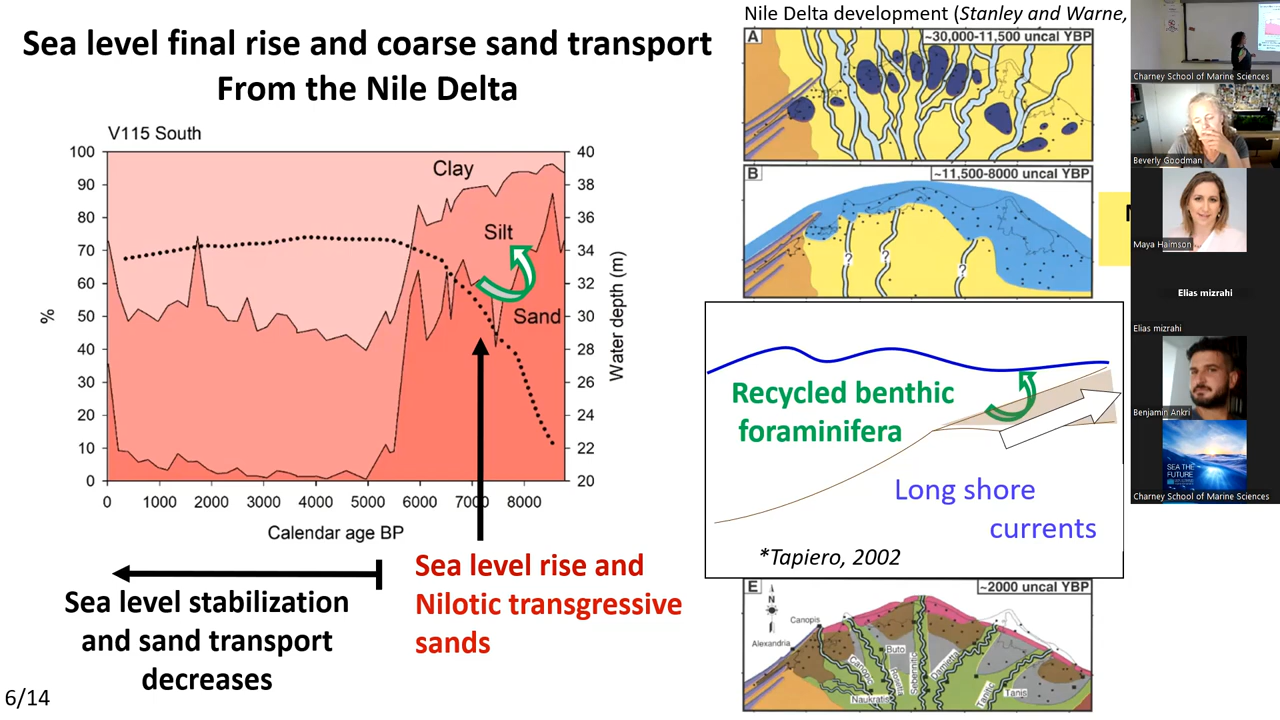 Sea level final rise and coarse sand transport
From the Nile Delta
V115 South
100
90
80
70
60
50
40
30
20
10
0
%
Clay
Silt
Sand
40
38
36
34
32
30
28
26
24
22
20
Water depth (m)
0
1000
2000
3000
4000
5000
6000
7000
8000
Calendar age BP
Sea level stabilization
and sand transport
decreases
Sea level rise and
Nilotic transgressive
sands
6/14
Nile Delta development (Stanley and Warne,
A
~30,000-11,500 uncal YBP
B
~11,500-8000 uncal YBP
?
?
?
Recycled benthic
foraminifera
Long shore
currents
*Tapiero, 2002
E
~2000 uncal YBP
N
Canopis
Alexandria
Buto
Canopic
Sebennitic
Naukratis
Tanitic
Tanis
Charney School of Marine Sciences
Beverly Goodman
Maya Haimson
Elias mizrahi
Elias mizrahi
Benjamin Ankri
SEA THE
FUTURE
Charney School of Marine Sciences